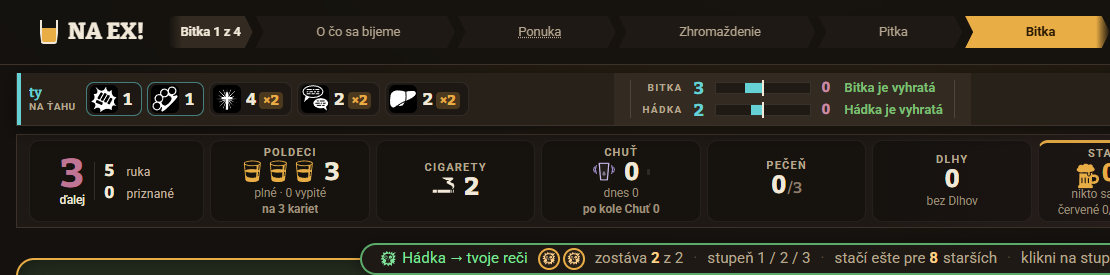 NA EX!
Bitka 1 z 4
O čo sa bijeme
Ponuka
Zhromaždenie
Pitka
Bitka
ty
NA ŤAHU
1
1
4 ×2
2 ×2
2 ×2
BITKA 3 0 Bitka je vyhratá
HÁDKA 2 0 Hádka je vyhratá
3
ďalej
5 ruka
0 priznané
POLDECI
3
plné · 0 vypité
na 3 kariet
CIGARETY
2
CHUŤ
0
dnes 0
po kole Chuť 0
PEČEŇ
0/3
DLHY
0
bez Dlhov
Hádka → tvoje reči zostáva 2 z 2 · stupeň 1 / 2 / 3 · stačí ešte pre 8 starších · klikni na